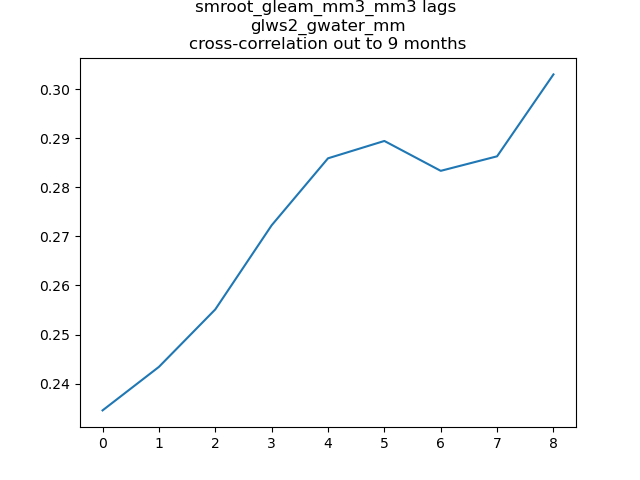 smroot_gleam_mm3_mm3 lags
glws2_gwater_mm
cross-correlation out to 9 months
0.30
0.29
0.28
0.27
0.26
0.25
0.24
0 1 2 3 4 5 6 7 8